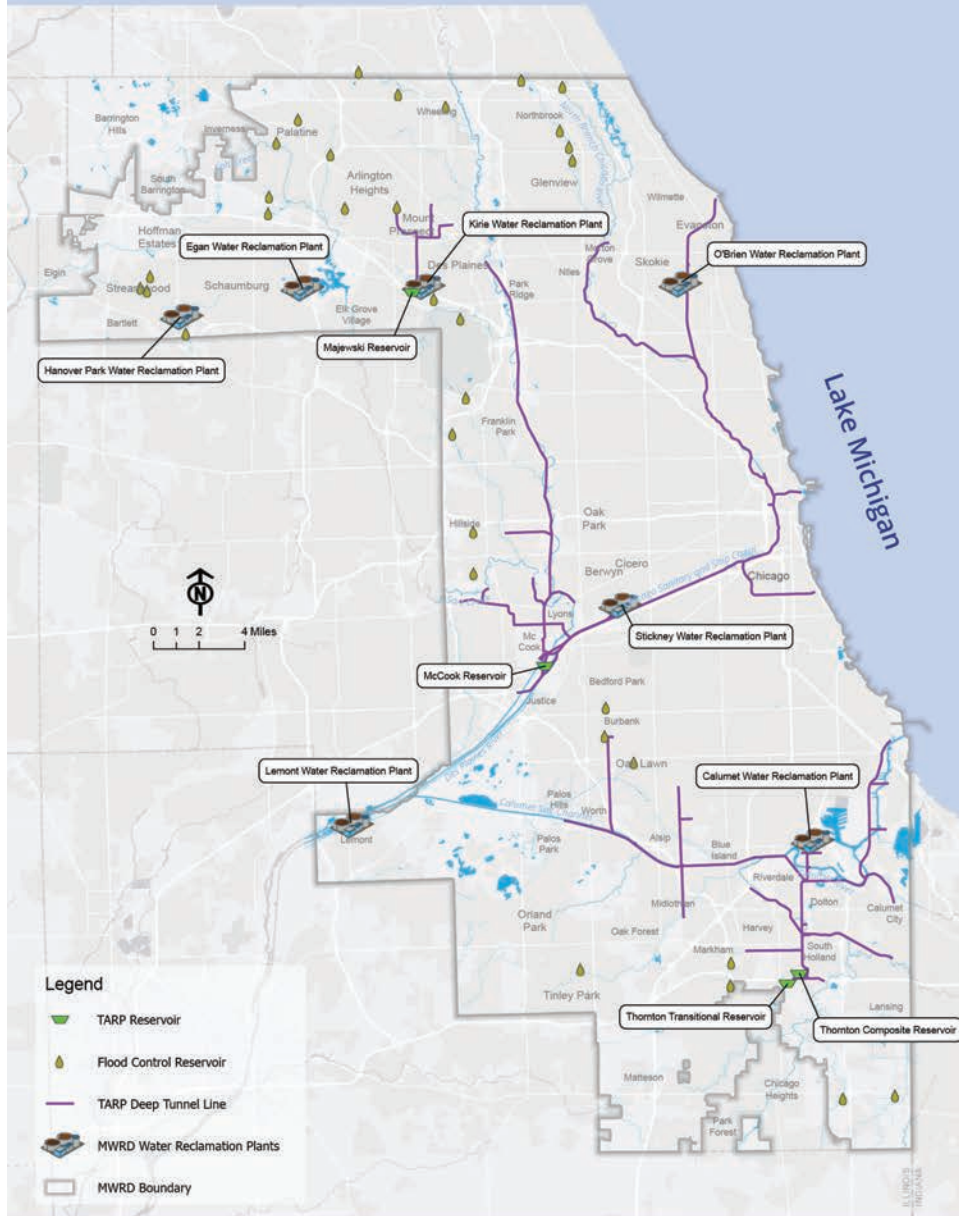 Barrington
Hills
Inverness
Palatine
Wheeling
Northbrook
South
Barrington
Arlington
Heights
Glenview
Wilmette
Hoffman
Estates
Mount
Prospect
Kirie Water Reclamation Plant
Evanston
Egan Water Reclamation Plant
Morton
Grove
Skokie
O'Brien Water Reclamation Plant
Elgin
Des Plaines
Niles
Streamwood
Schaumburg
Park
Ridge
Elk Grove
Village
Bartlett
Majewski Reservoir
Hanover Park Water Reclamation Plant
Lake Michigan
Franklin
Park
Hillside
Oak
Park
Cicero
Berwyn
Chicago
Lyons
N
0 1 2 4 Miles
Stickney Water Reclamation Plant
Mc
Cook
McCook Reservoir
Bedford Park
Justice
Burbank
Oak Lawn
Lemont Water Reclamation Plant
Calumet Water Reclamation Plant
Palos
Hills
Worth
Calumet Sag Channel
Lemont
Palos
Park
Alsip
Blue
Island
Riverdale
Midlothian
Dolton
Calumet
City
Orland
Park
Oak Forest
Harvey
Markham
South
Holland
Tinley Park
Thornton Transitional Reservoir
Lansing
Thornton Composite Reservoir
Matteson
Chicago
Heights
Park
Forest
Legend
TARP Reservoir
Flood Control Reservoir
TARP Deep Tunnel Line
MWRD Water Reclamation Plants
MWRD Boundary
ILLINOIS
INDIANA